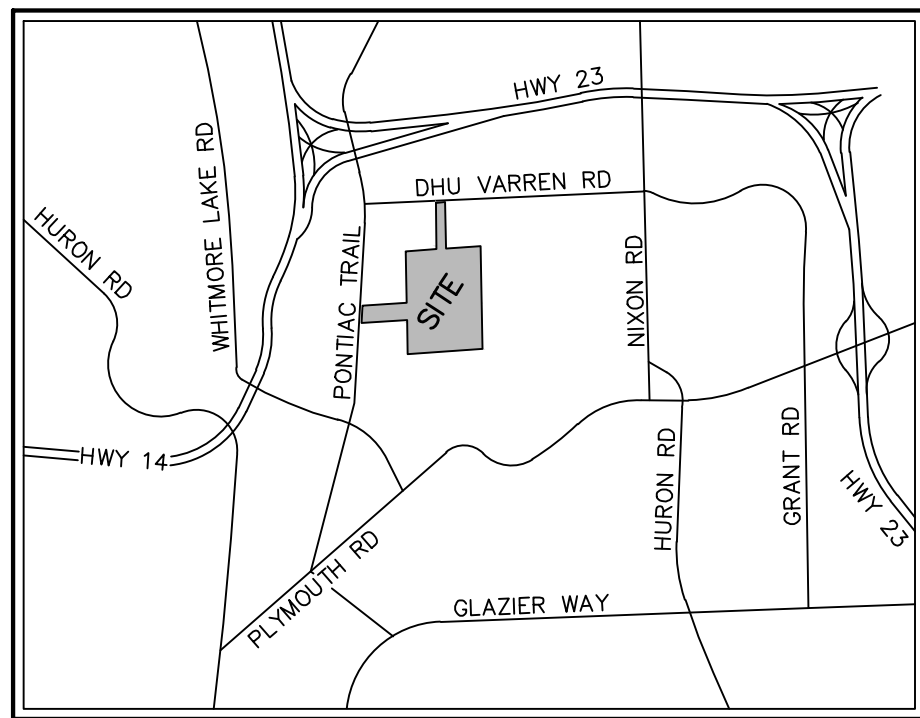 HWY 23
WHITMORE LAKE RD
DHU VARREN RD
HURON RD
PONTIAC TRAIL
SITE
NIXON RD
HWY 14
HURON RD
GRANT RD
HWY 23
PLYMOUTH RD
GLAZIER WAY